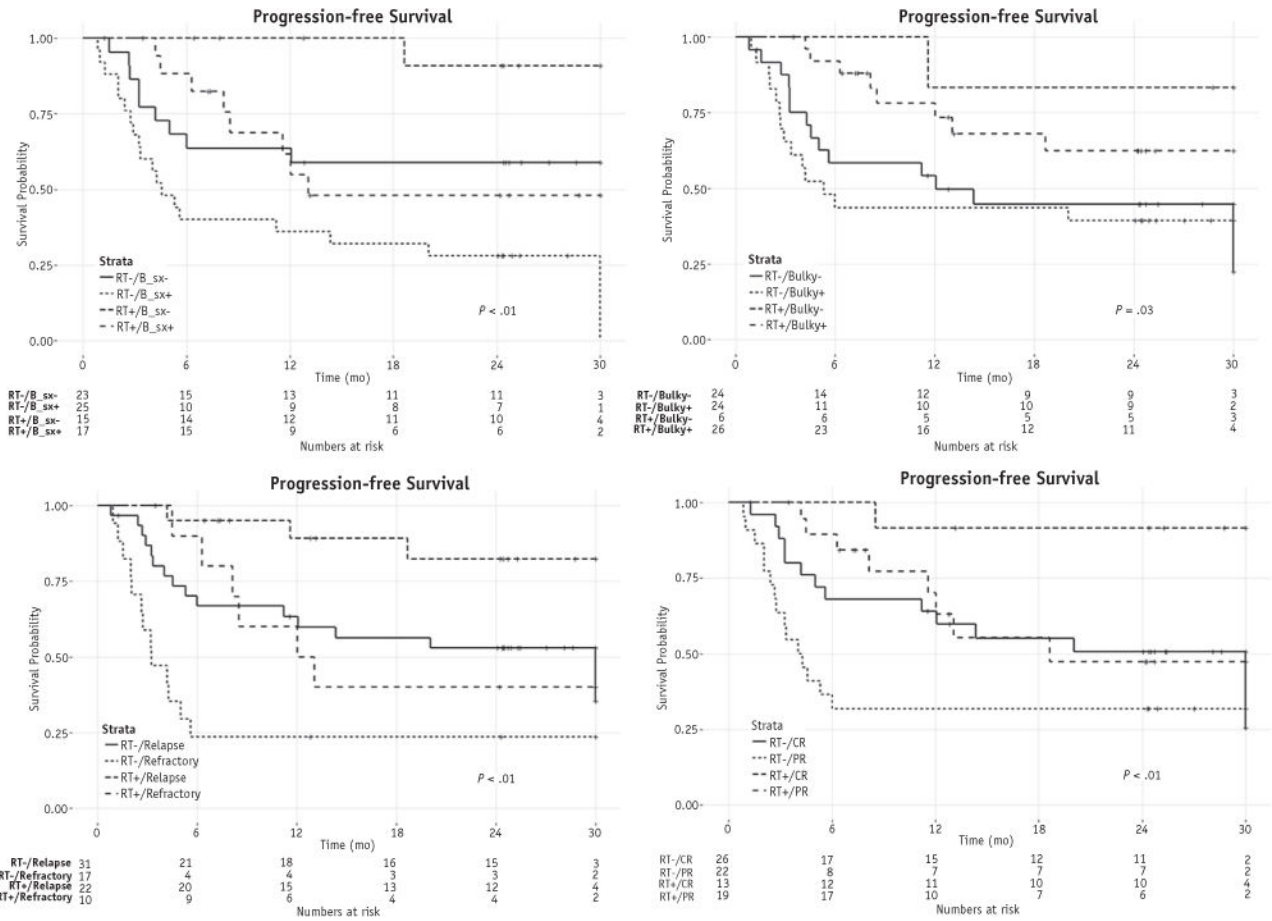 Progression-free Survival
1.00
0.75
0.50
0.25
0.00
Survival Probability
Strata
RT-/B_sx-
RT-/B_sx+
RT+/B_sx-
RT+/B_sx+
P < .01
0 6 12 18 24 30
Time (mo)
RT-/B_sx- 23 15 13 11 11 3
RT-/B_sx+ 25 10 9 8 7 1
RT+/B_sx- 15 14 12 11 10 4
RT+/B_sx+ 17 15 9 6 6 2
Numbers at risk
Progression-free Survival
1.00
0.75
0.50
0.25
0.00
Survival Probability
Strata
RT-/Bulky-
RT-/Bulky+
RT+/Bulky-
RT+/Bulky+
P = .03
0 6 12 18 24 30
Time (mo)
RT-/Bulky- 24 14 12 9 9 3
RT-/Bulky+ 24 11 10 10 9 2
RT+/Bulky- 6 6 5 5 5 3
RT+/Bulky+ 26 23 16 12 11 4
Numbers at risk
Progression-free Survival
1.00
0.75
0.50
0.25
0.00
Survival Probability
Strata
RT-/Relapse
RT-/Refractory
RT+/Relapse
RT+/Refractory
P < .01
0 6 12 18 24 30
Time (mo)
RT-/Relapse 31 21 18 16 15 3
RT-/Refractory 17 4 4 3 3 2
RT+/Relapse 22 20 15 13 12 4
RT+/Refractory 10 9 6 4 4 2
Numbers at risk
Progression-free Survival
1.00
0.75
0.50
0.25
0.00
Survival Probability
Strata
RT-/CR
RT-/PR
RT+/CR
RT+/PR
P < .01
0 6 12 18 24 30
Time (mo)
RT-/CR 26 17 15 12 11 2
RT-/PR 22 8 7 7 7 2
RT+/CR 13 12 11 10 10 4
RT+/PR 19 17 10 7 6 2
Numbers at risk